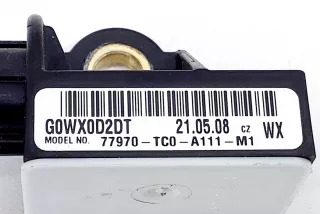 G0WX0D2DT 21.05.08 CZ WX
MODEL NO. 77970-TC0-A111-M1